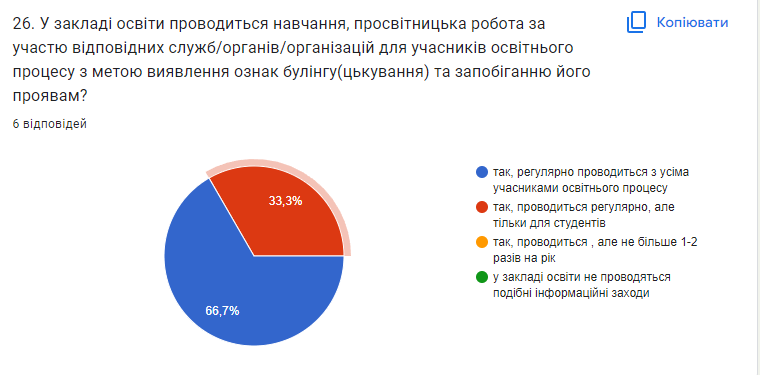 26. У закладі освіти проводиться навчання, просвітницька робота за
участю відповідних служб/органів/організацій для учасників освітнього
процесу з метою виявлення ознак булінгу(цькування) та запобіганню його
проявам?
Копіювати
6 відповідей
33,3%
66,7%
так, регулярно проводиться з усіма
учасниками освітнього процесу
так, проводиться регулярно, але
тільки для студентів
так, проводиться , але не більше 1-2
разів на рік
у закладі освіти не проводяться
подібні інформаційні заходи